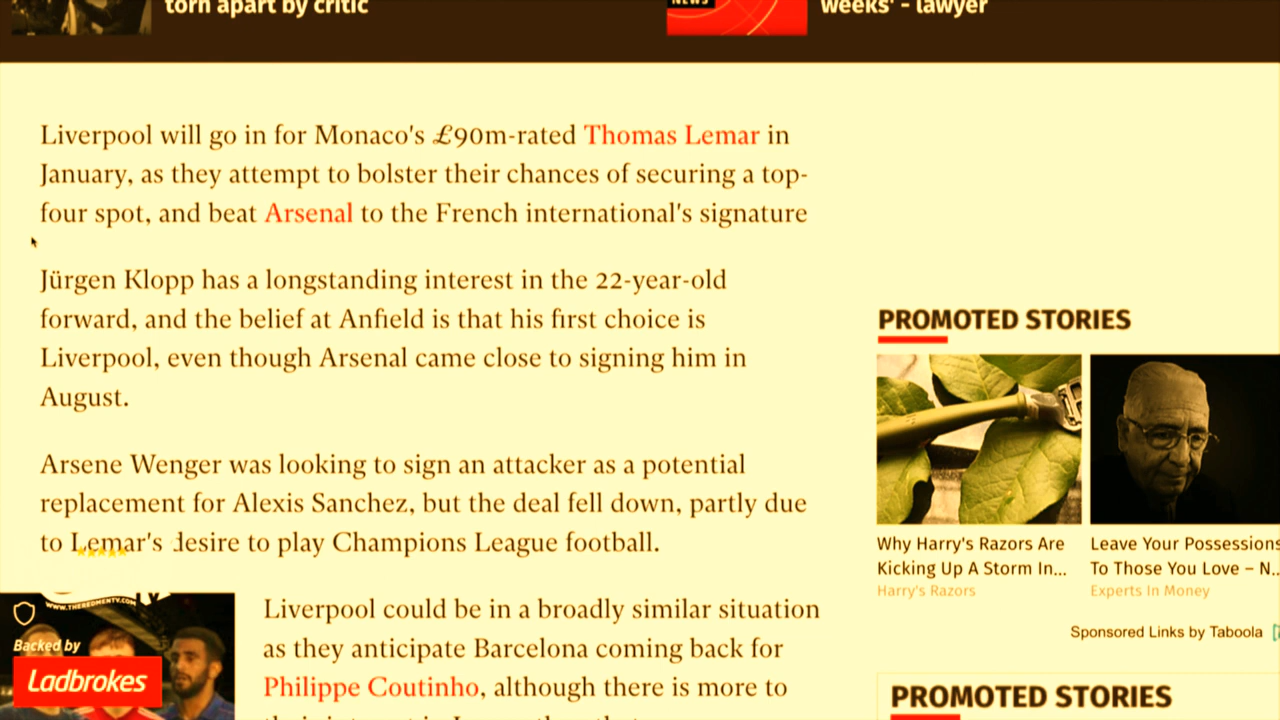 torn apart by critic
NEWS
weeks' - lawyer
Liverpool will go in for Monaco's £90m-rated Thomas Lemar in
January, as they attempt to bolster their chances of securing a top-
four spot, and beat Arsenal to the French international's signature
Jürgen Klopp has a longstanding interest in the 22-year-old
forward, and the belief at Anfield is that his first choice is
Liverpool, even though Arsenal came close to signing him in
August.
Arsene Wenger was looking to sign an attacker as a potential
replacement for Alexis Sanchez, but the deal fell down, partly due
to Lemar's desire to play Champions League football.
Liverpool could be in a broadly similar situation
as they anticipate Barcelona coming back for
Philippe Coutinho, although there is more to
WWW.THEREDMENTV.COM
Backed by
Ladbrokes
PROMOTED STORIES
Why Harry's Razors Are
Kicking Up A Storm In...
Harry's Razors
Leave Your Possessions
To Those You Love – N...
Experts In Money
Sponsored Links by Taboola
PROMOTED STORIES